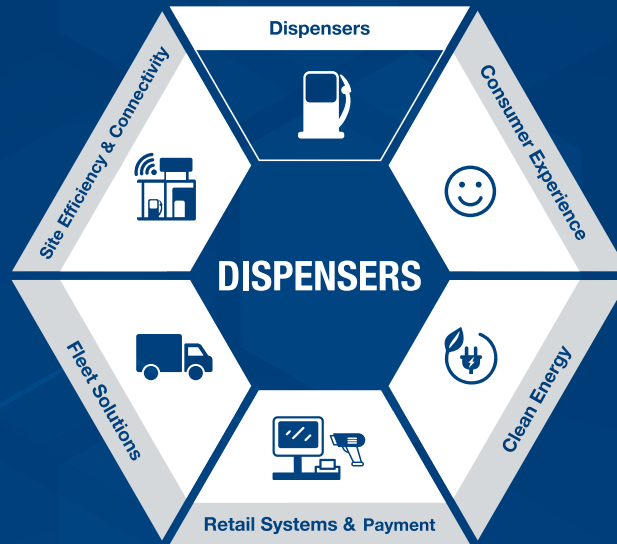 Dispensers
Site Efficiency & Connectivity
Consumer Experience
DISPENSERS
Fleet Solutions
Clean Energy
Retail Systems & Payment